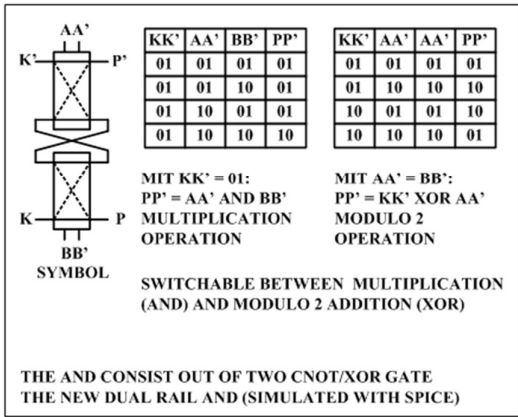 AA'
K' P'
K P
BB'
SYMBOL
KK' AA' BB' PP'
01 01 01 01
01 01 10 01
01 10 01 01
01 10 10 10
MIT KK' = 01:
PP' = AA' AND BB'
MULTIPLICATION
OPERATION
KK' AA' AA' PP'
01 01 01 01
01 10 10 10
10 01 01 10
10 10 10 01
MIT AA' = BB':
PP' = KK' XOR AA'
MODULO 2
OPERATION
SWITCHABLE BETWEEN MULTIPLICATION
(AND) AND MODULO 2 ADDITION (XOR)
THE AND CONSIST OUT OF TWO CNOT/XOR GATE
THE NEW DUAL RAIL AND (SIMULATED WITH SPICE)